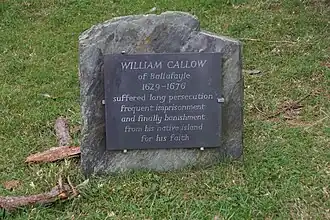 WILLIAM CALLOW
of Ballafayle
1629-1676
suffered long persecution
frequent imprisonment
and finally banishment
from his native island
for his faith